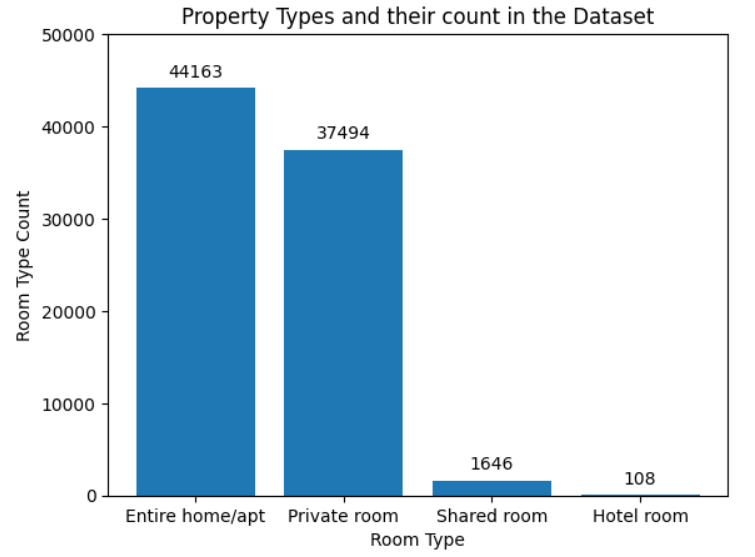 Property Types and their count in the Dataset
50000
40000
30000
20000
10000
0
Room Type Count
44163
37494
1646
108
Entire home/apt
Private room
Shared room
Hotel room
Room Type